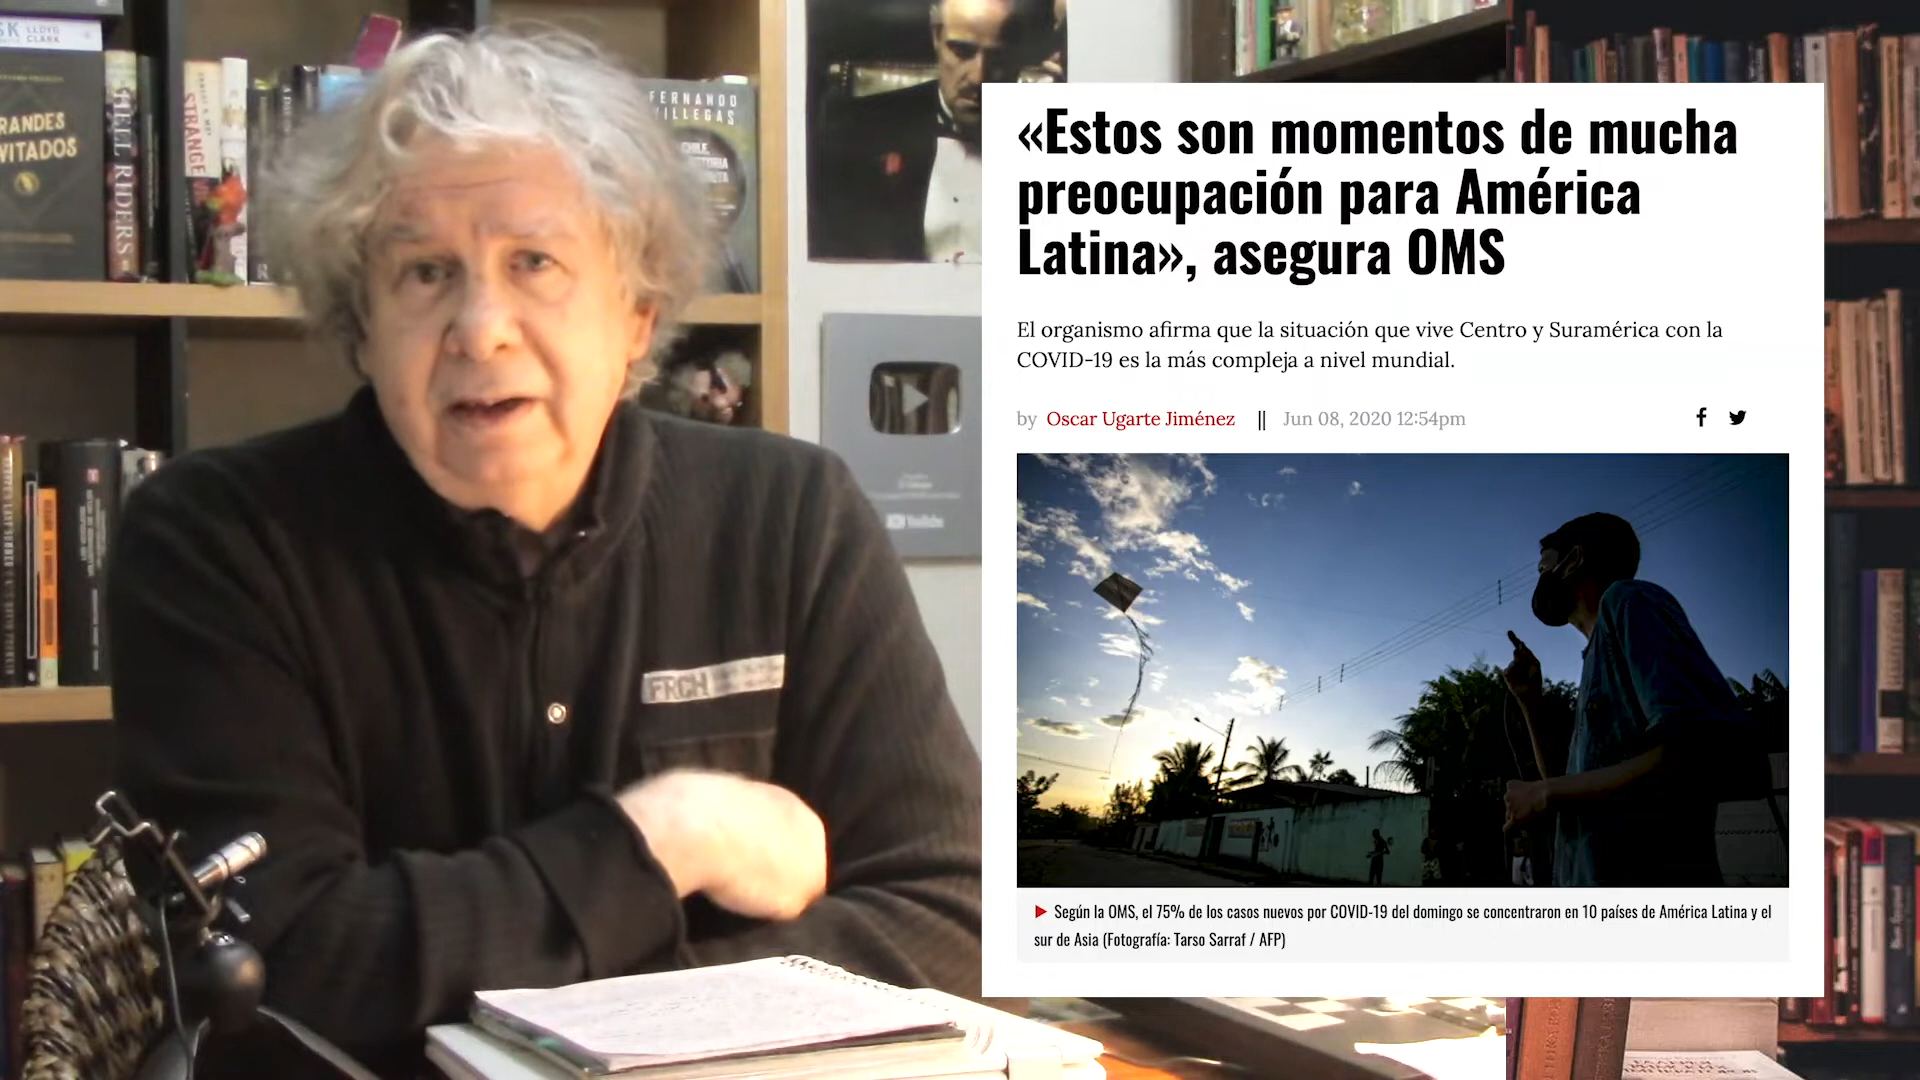 LLOYD
CLARK
HELL RIDERS
STRANGE
FERNANDO
VILLEGAS
CHILE,
FRCH
YouTube
«Estos son momentos de mucha
preocupación para América
Latina», asegura OMS
El organismo afirma que la situación que vive Centro y Suramérica con la
COVID-19 es la más compleja a nivel mundial.
by Oscar Ugarte Jiménez || Jun 08, 2020 12:54pm
Según la OMS, el 75% de los casos nuevos por COVID-19 del domingo se concentraron en 10 países de América Latina y el
sur de Asia (Fotografía: Tarso Sarraf / AFP)